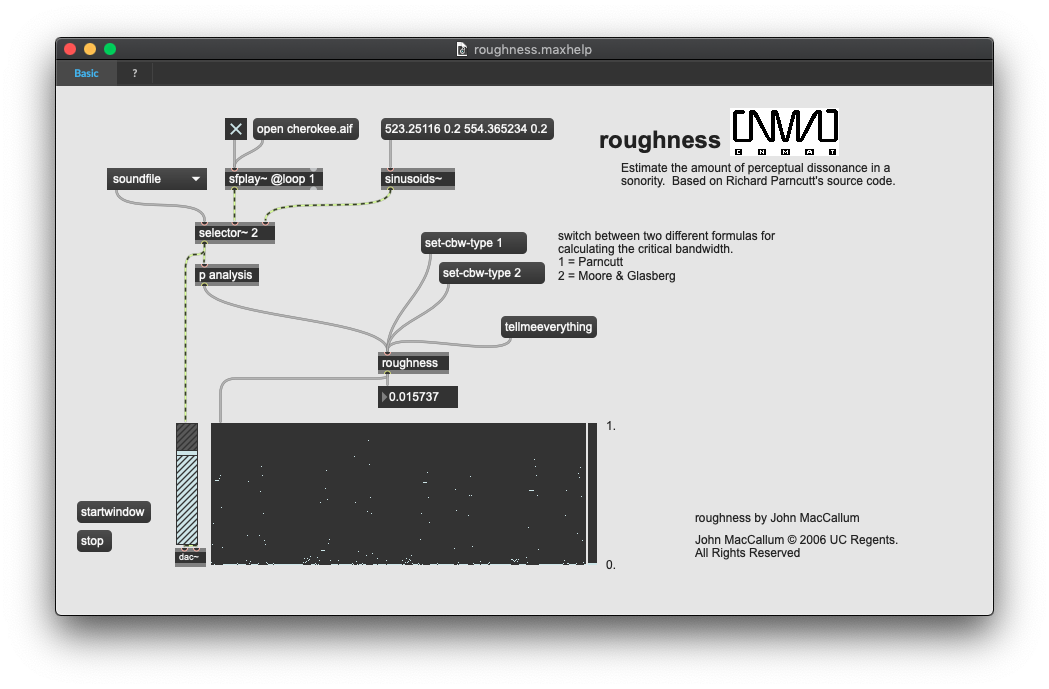 roughness.maxhelp
Basic
?
open cherokee.aif
523.25116 0.2 554.365234 0.2
roughness
CNMAT
Estimate the amount of perceptual dissonance in a
sonority. Based on Richard Parncutt's source code.
soundfile
sfplay~ @loop 1
sinusoids~
selector~ 2
set-cbw-type 1
switch between two different formulas for
calculating the critical bandwidth.
1 = Parncutt
2 = Moore & Glasberg
p analysis
set-cbw-type 2
tellmeeverything
roughness
0.015737
1.
startwindow
stop
dac~
0.
roughness by John MacCallum
John MacCallum © 2006 UC Regents.
All Rights Reserved